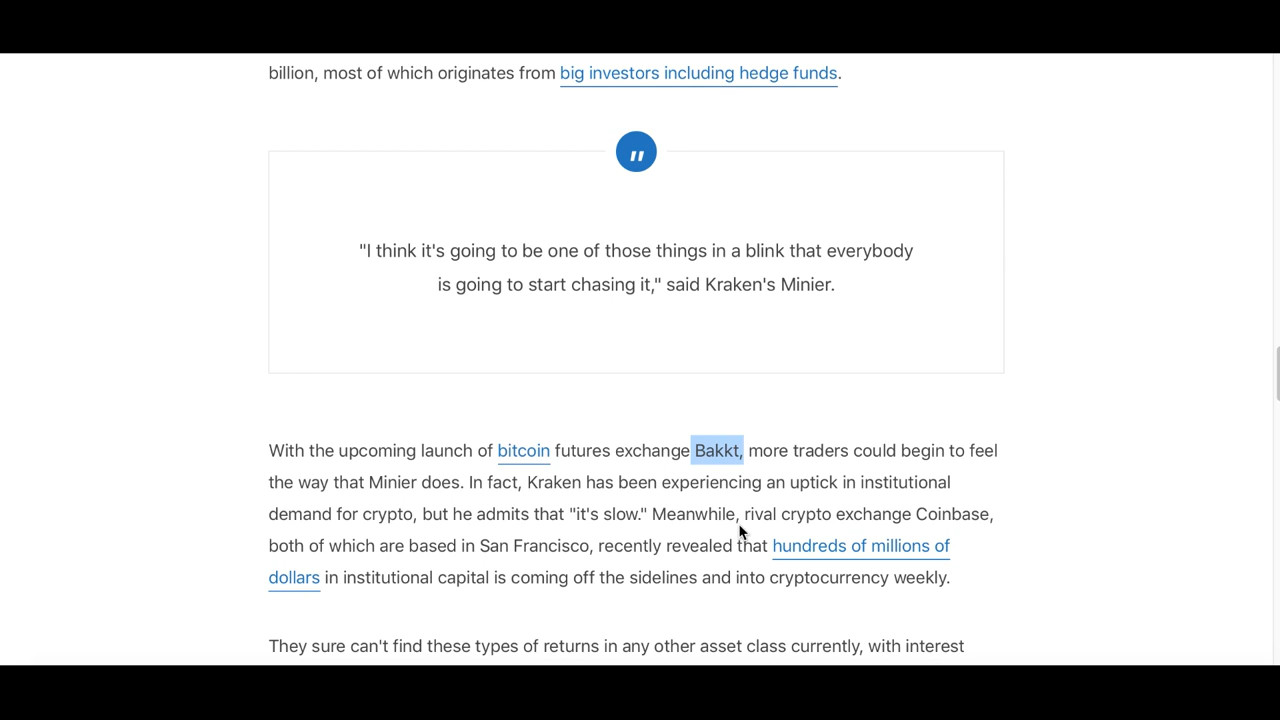 billion, most of which originates from big investors including hedge funds.
"
"I think it's going to be one of those things in a blink that everybody
is going to start chasing it," said Kraken's Minier.
With the upcoming launch of bitcoin futures exchange Bakkt, more traders could begin to feel
the way that Minier does. In fact, Kraken has been experiencing an uptick in institutional
demand for crypto, but he admits that "it's slow." Meanwhile, rival crypto exchange Coinbase,
both of which are based in San Francisco, recently revealed that hundreds of millions of
dollars in institutional capital is coming off the sidelines and into cryptocurrency weekly.
They sure can't find these types of returns in any other asset class currently, with interest